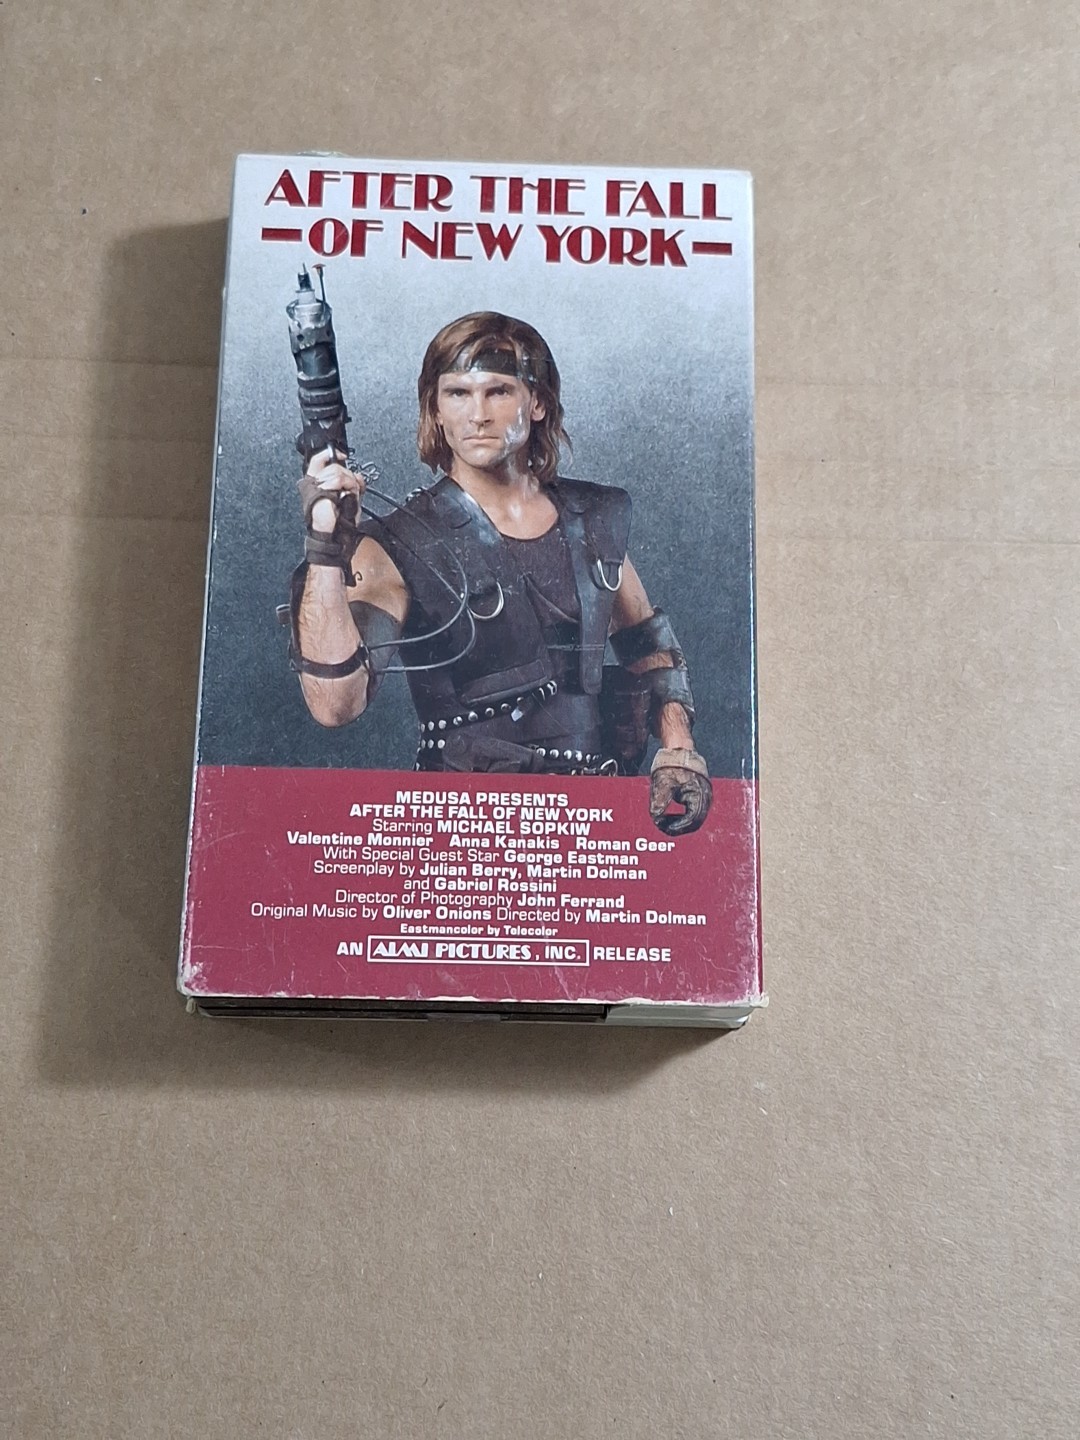 AFTER THE FALL
-OF NEW YORK-
MEDUSA PRESENTS
AFTER THE FALL OF NEW YORK
Starring MICHAEL SOPKIW
Valentine Monnier Anna Kanakis Roman Geer
With Special Guest Star George Eastman
Screenplay by Julian Berry, Martin Dolman
and Gabriel Rossini
Director of Photography John Ferrand
Original Music by Oliver Onions Directed by Martin Dolman
Eastmancolor by Telecolor
AN ALMI PICTURES, INC. RELEASE